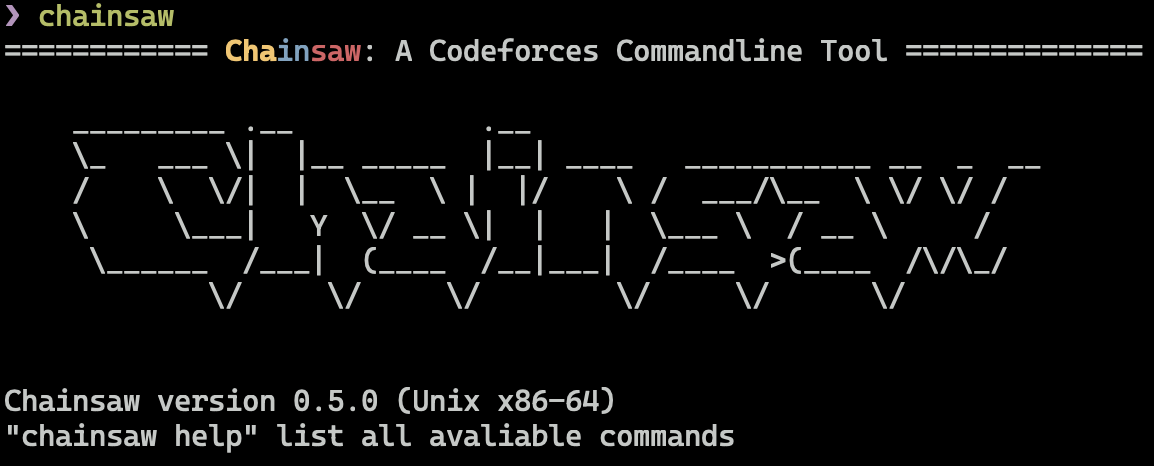 ❯ chainsaw
============ Chainsaw: A Codeforces Commandline Tool ==============
Chainsaw
Chainsaw version 0.5.0 (Unix x86-64)
"chainsaw help" list all avaliable commands